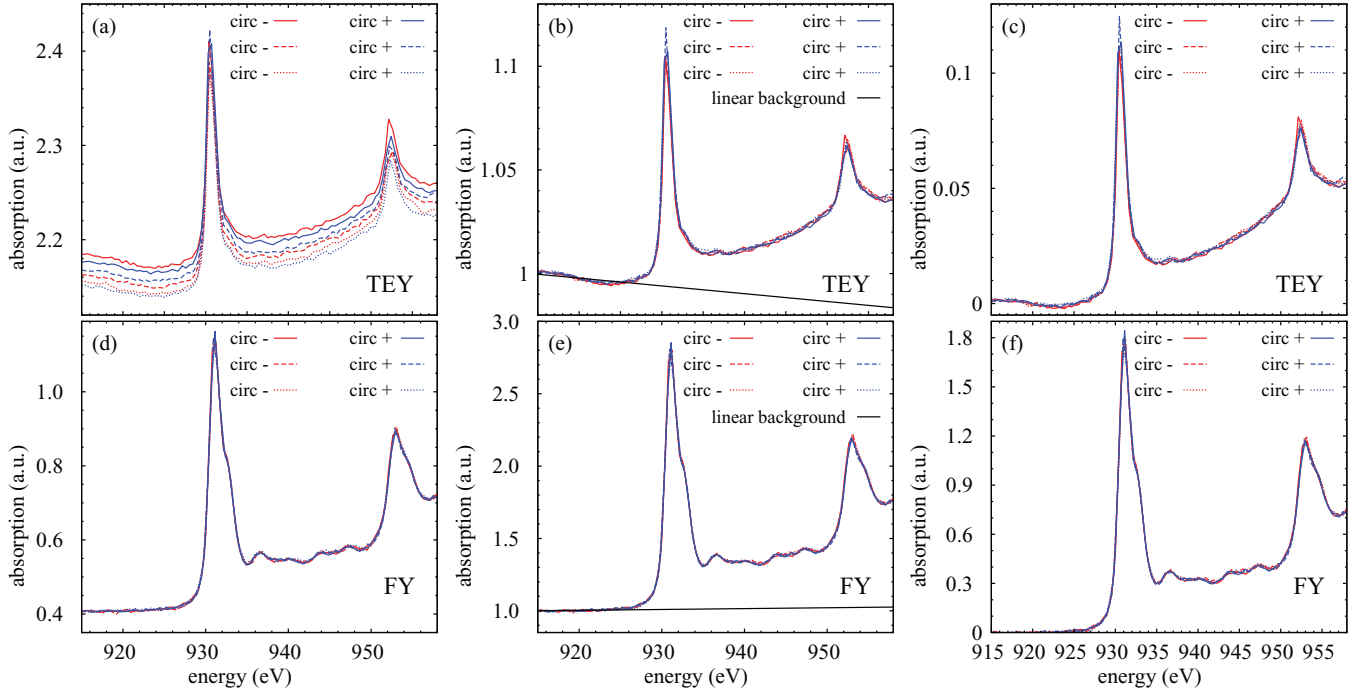 (a)
circ - circ +
circ - circ +
circ - circ +
2.4
2.3
2.2
absorption (a.u.)
TEY
(b)
circ - circ +
circ - circ +
circ - circ +
linear background
1.1
1.05
1
absorption (a.u.)
TEY
(c)
circ - circ +
circ - circ +
circ - circ +
0.1
0.05
0
absorption (a.u.)
TEY
(d)
circ - circ +
circ - circ +
circ - circ +
1.0
0.8
0.6
0.4
absorption (a.u.)
FY
920 930 940 950
energy (eV)
(e)
circ - circ +
circ - circ +
circ - circ +
linear background
3.0
2.5
2.0
1.5
1.0
absorption (a.u.)
FY
920 930 940 950
energy (eV)
(f)
circ - circ +
circ - circ +
circ - circ +
1.8
1.5
1.2
0.9
0.6
0.3
0
absorption (a.u.)
FY
915 920 925 930 935 940 945 950 955
energy (eV)